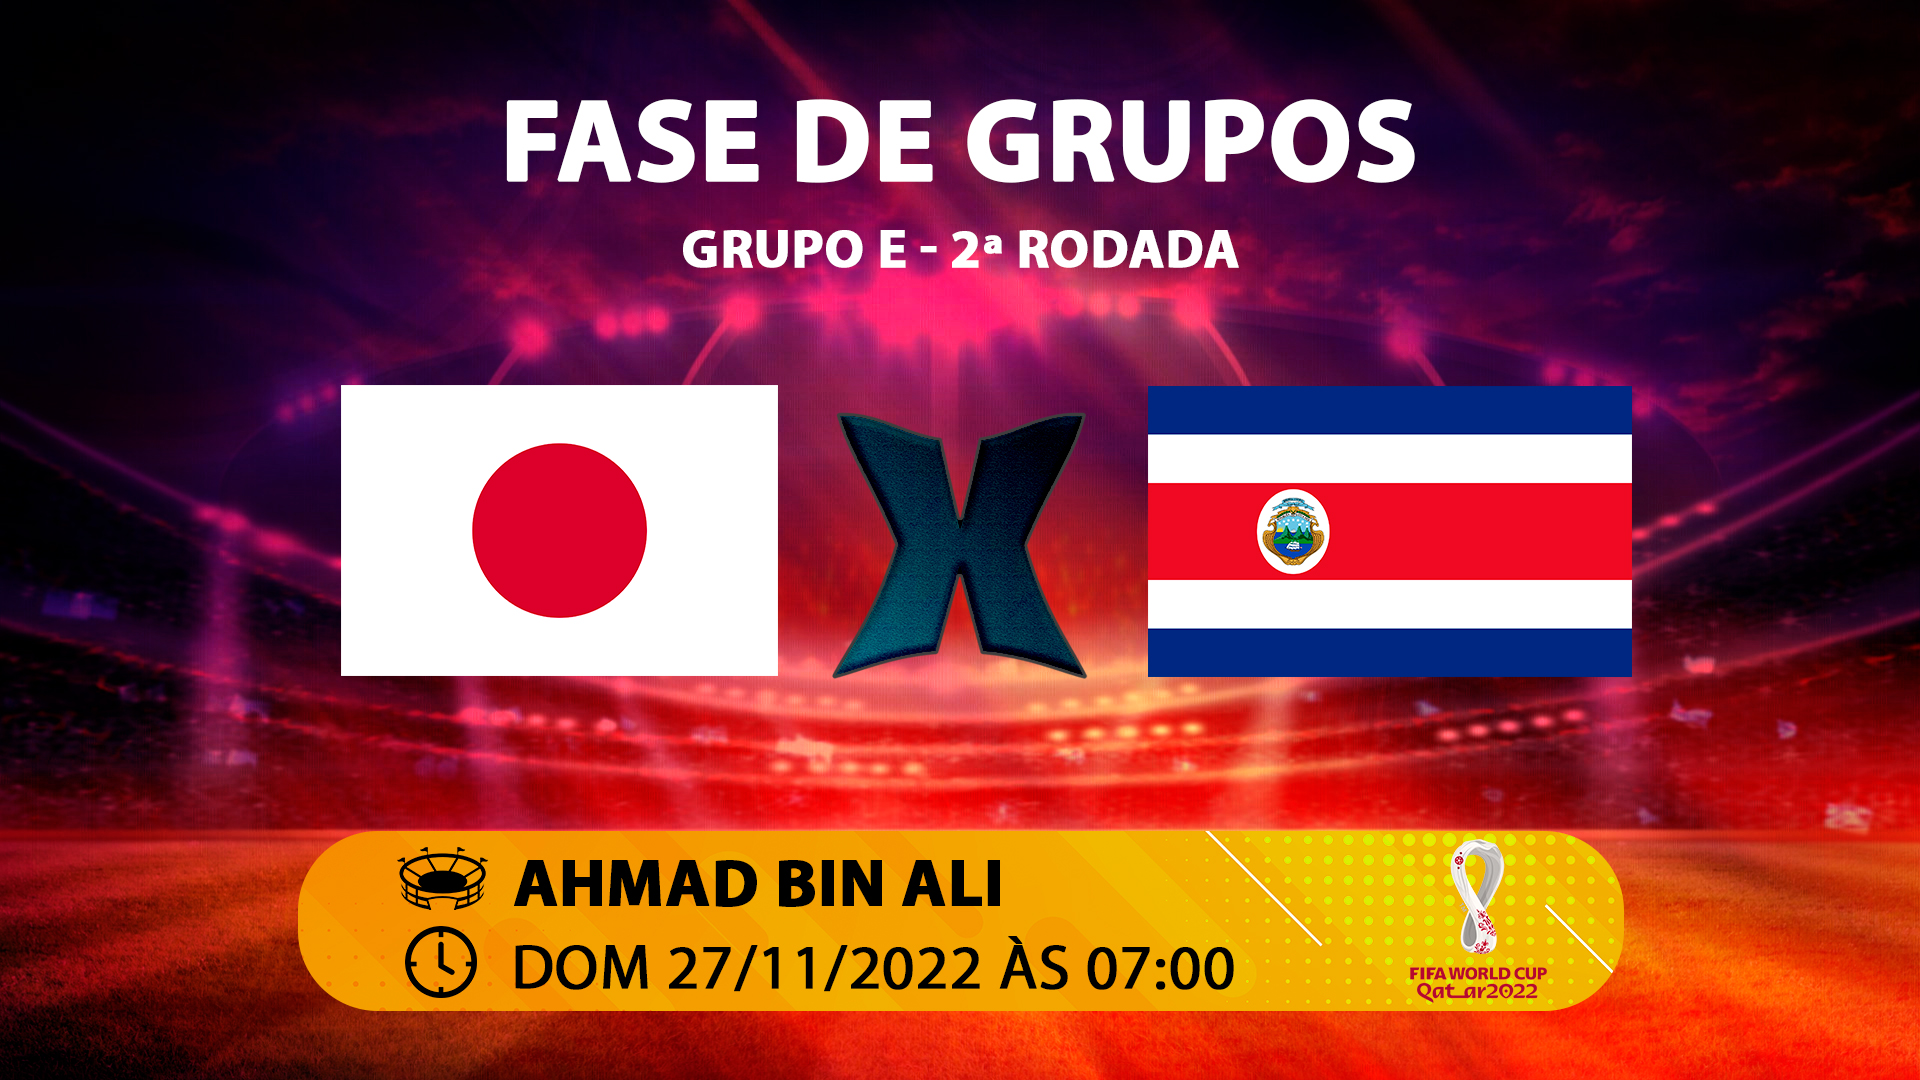 FASE DE GRUPOS
GRUPO E - 2ª RODADA
X
AHMAD BIN ALI
DOM 27/11/2022 ÀS 07:00
FIFA WORLD CUP
Qatar2022